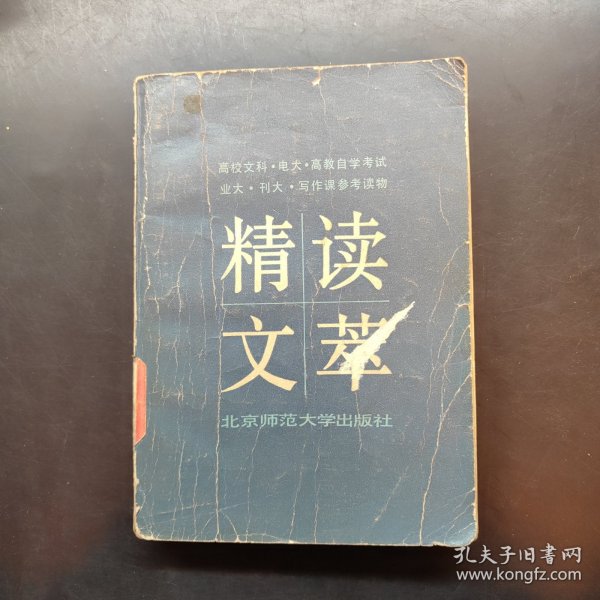 高校文科·电大·高教自学考试
业大·刊大·写作课参考读物
精读
文萃
北京师范大学出版社
孔夫子旧書网
www.kongfz.com